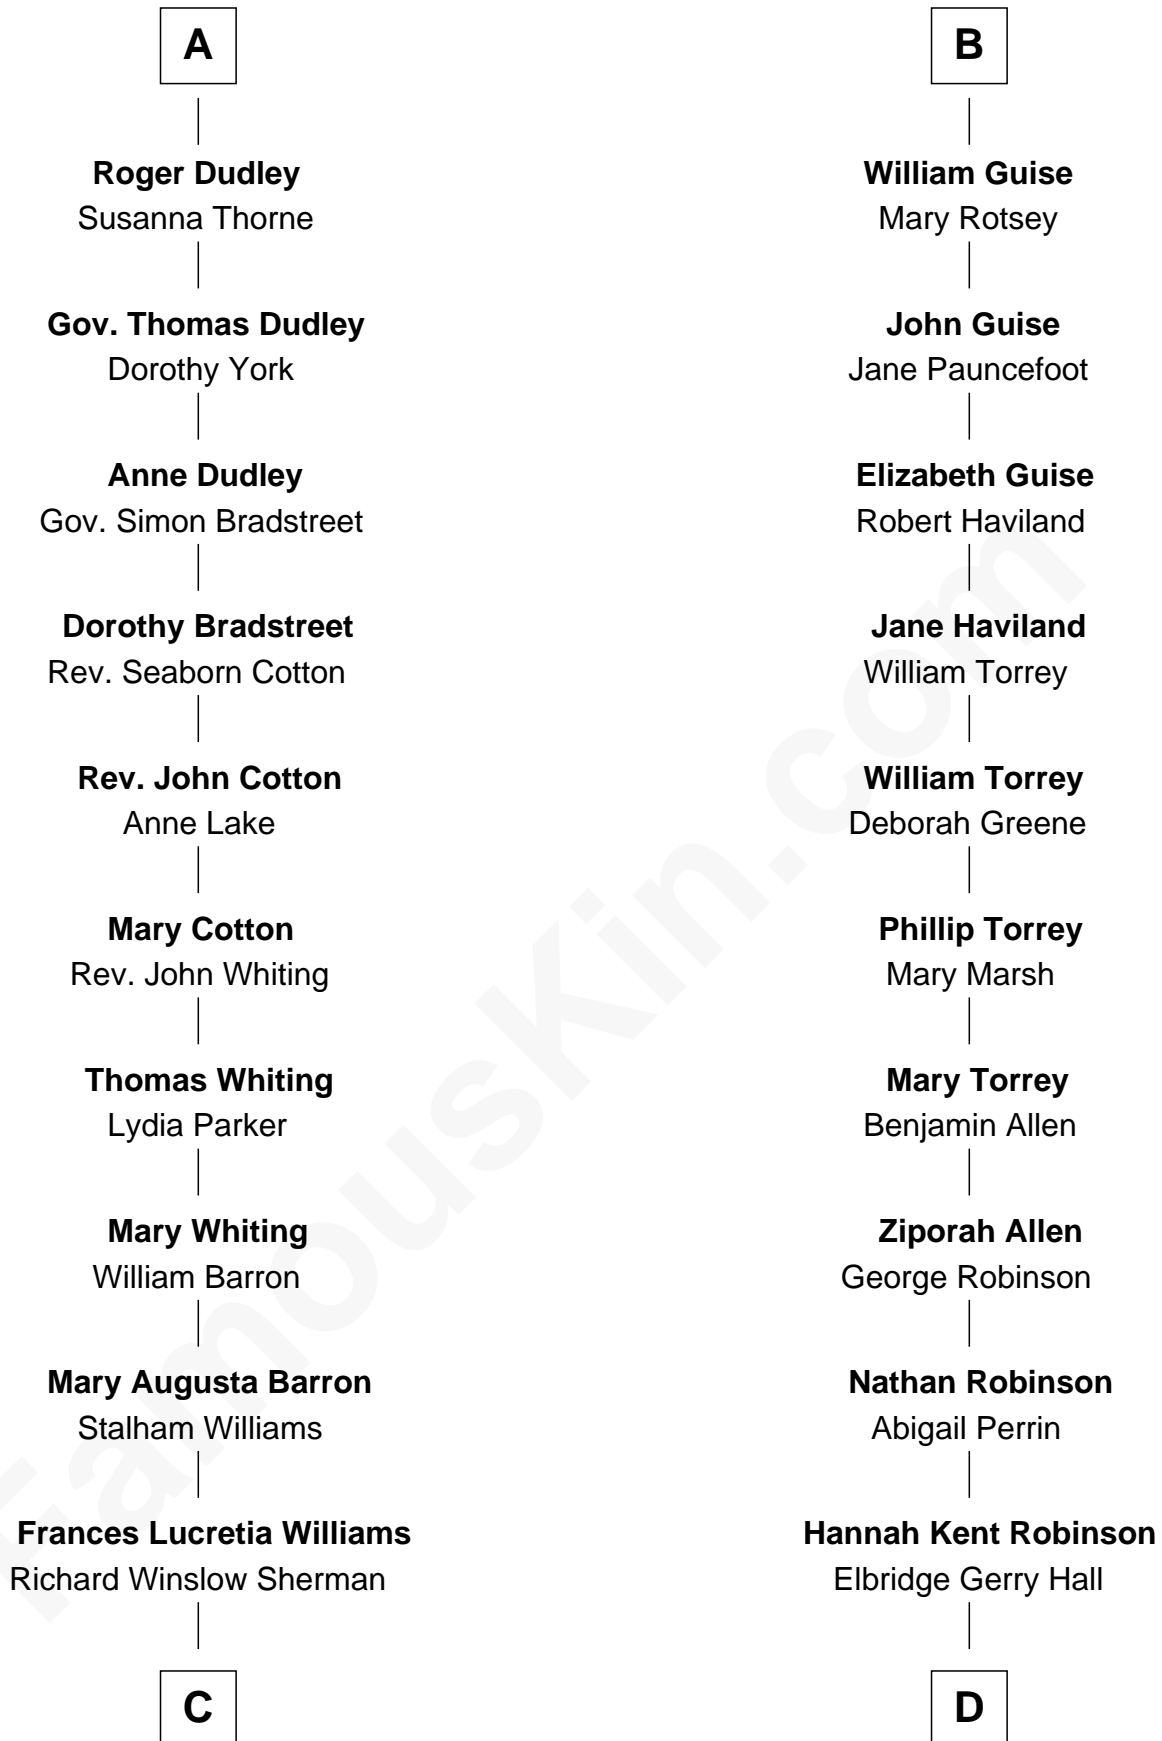 A
Roger Dudley
Susanna Thorne
Gov. Thomas Dudley
Dorothy York
Anne Dudley
Gov. Simon Bradstreet
Dorothy Bradstreet
Rev. Seaborn Cotton
Rev. John Cotton
Anne Lake
Mary Cotton
Rev. John Whiting
Thomas Whiting
Lydia Parker
Mary Whiting
William Barron
Mary Augusta Barron
Stalham Williams
Frances Lucretia Williams
Richard Winslow Sherman
C
B
William Guise
Mary Rotsey
John Guise
Jane Pauncefoot
Elizabeth Guise
Robert Haviland
Jane Haviland
William Torrey
William Torrey
Deborah Greene
Phillip Torrey
Mary Marsh
Mary Torrey
Benjamin Allen
Ziporah Allen
George Robinson
Nathan Robinson
Abigail Perrin
Hannah Kent Robinson
Elbridge Gerry Hall
D
FamousKin.com